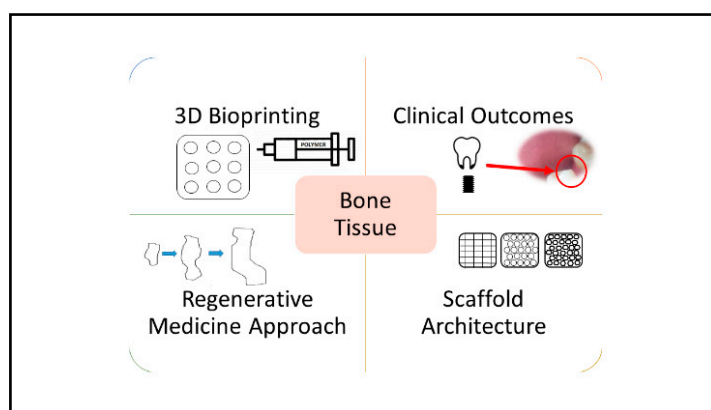 3D Bioprinting
POLYMER
Clinical Outcomes
Bone
Tissue
Regenerative
Medicine Approach
Scaffold
Architecture